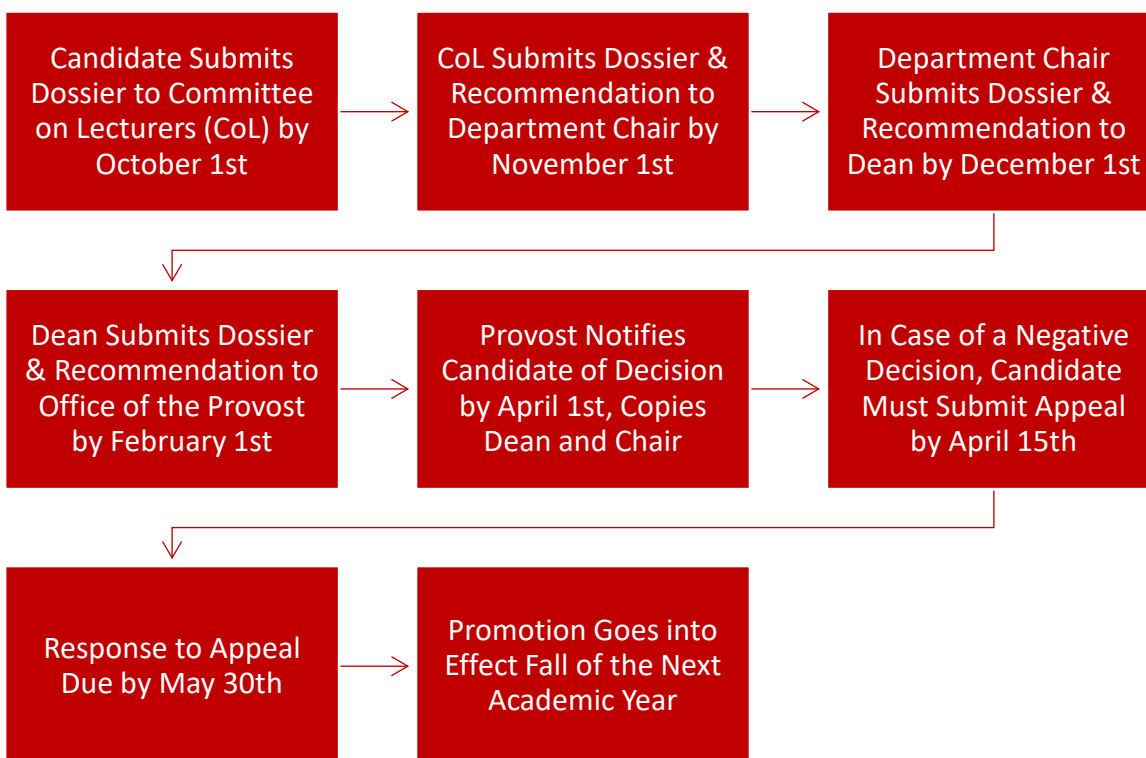 Candidate Submits
Dossier to Committee
on Lecturers (CoL) by
October 1st
CoL Submits Dossier &
Recommendation to
Department Chair by
November 1st
Department Chair
Submits Dossier &
Recommendation to
Dean by December 1st
Dean Submits Dossier
& Recommendation to
Office of the Provost
by February 1st
Provost Notifies
Candidate of Decision
by April 1st, Copies
Dean and Chair
In Case of a Negative
Decision, Candidate
Must Submit Appeal
by April 15th
Response to Appeal
Due by May 30th
Promotion Goes into
Effect Fall of the Next
Academic Year